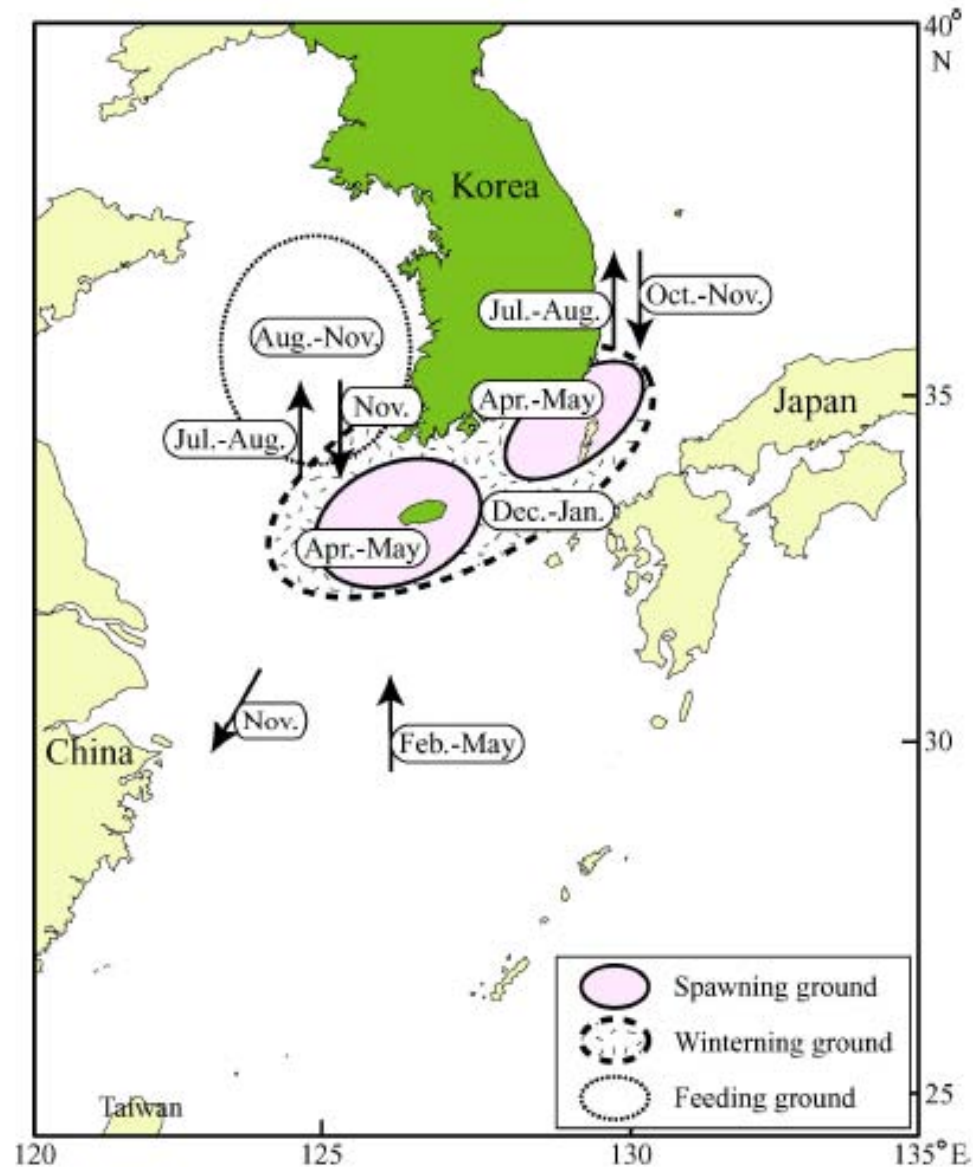 40°
N
Korea
Jul.-Aug.
Oct.-Nov.
Aug.-Nov.
Nov.
Apr.-May
Japan
35
Jul.-Aug.
Dec.-Jan.
Apr.-May
Nov.
Feb.-May
China
30
Spawning ground
Winterning ground
Feeding ground
Taiwan
25
120
125
130
135°E